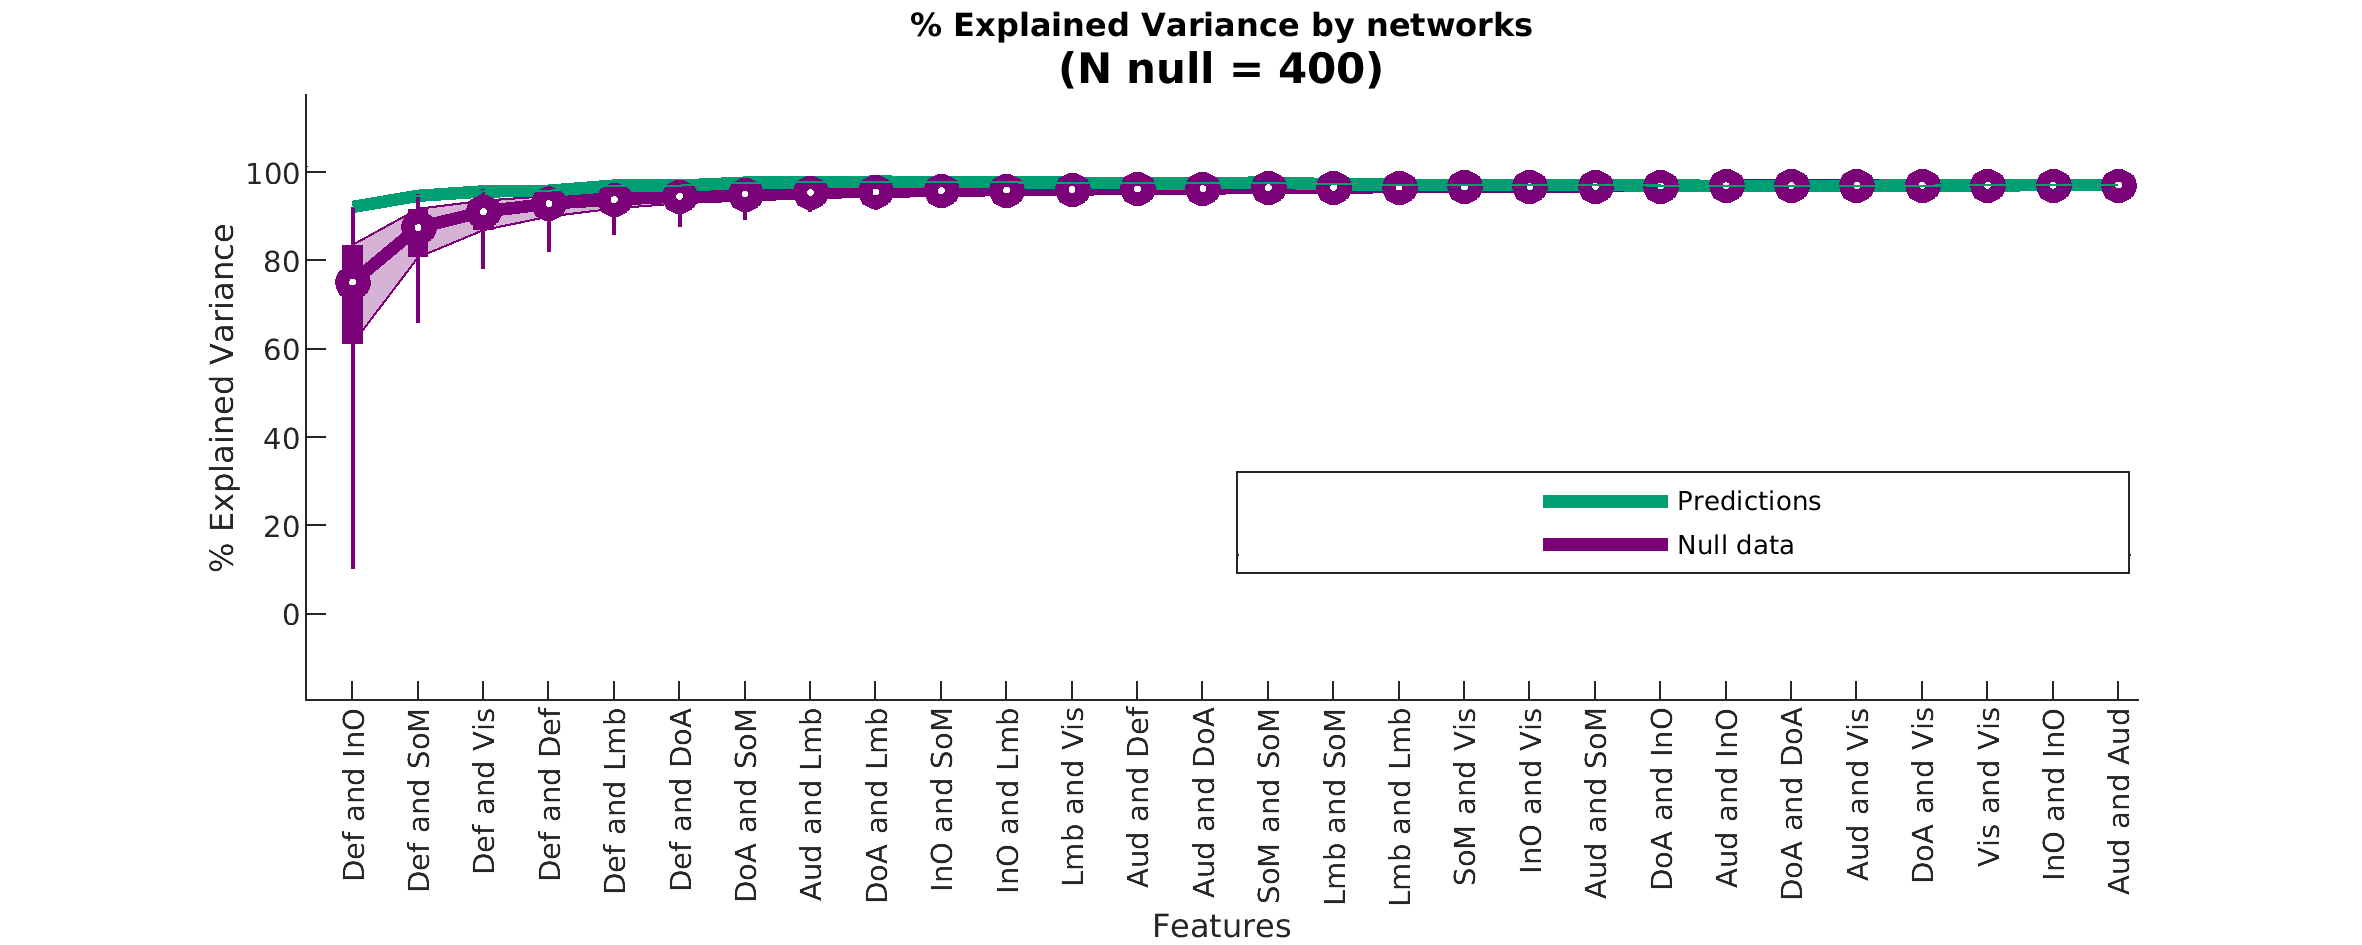 % Explained Variance by networks
(N null = 400)
% Explained Variance
100
80
60
40
20
0
Predictions
Null data
Def and InO
Def and SoM
Def and Vis
Def and Def
Def and Lmb
Def and DoA
DoA and SoM
Aud and Lmb
DoA and Lmb
InO and SoM
InO and Lmb
Lmb and Vis
Aud and Def
Aud and DoA
SoM and SoM
Lmb and SoM
Lmb and Lmb
SoM and Vis
InO and Vis
Aud and SoM
DoA and InO
Aud and InO
DoA and DoA
Aud and Vis
DoA and Vis
Vis and Vis
InO and InO
Aud and Aud
Features